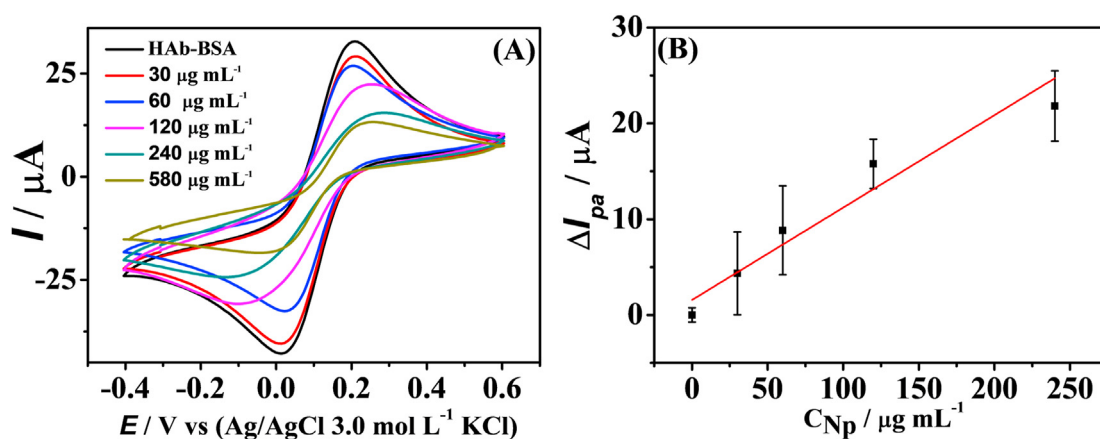 (A)
HAb-BSA
30 µg mL⁻¹
60 µg mL⁻¹
120 µg mL⁻¹
240 µg mL⁻¹
580 µg mL⁻¹
I / µA
25
0
-25
-0.4
-0.2
0.0
0.2
0.4
0.6
E / V vs (Ag/AgCl 3.0 mol L⁻¹ KCl)
(B)
ΔIpa / µA
30
20
10
0
0
50
100
150
200
250
CNp / µg mL⁻¹